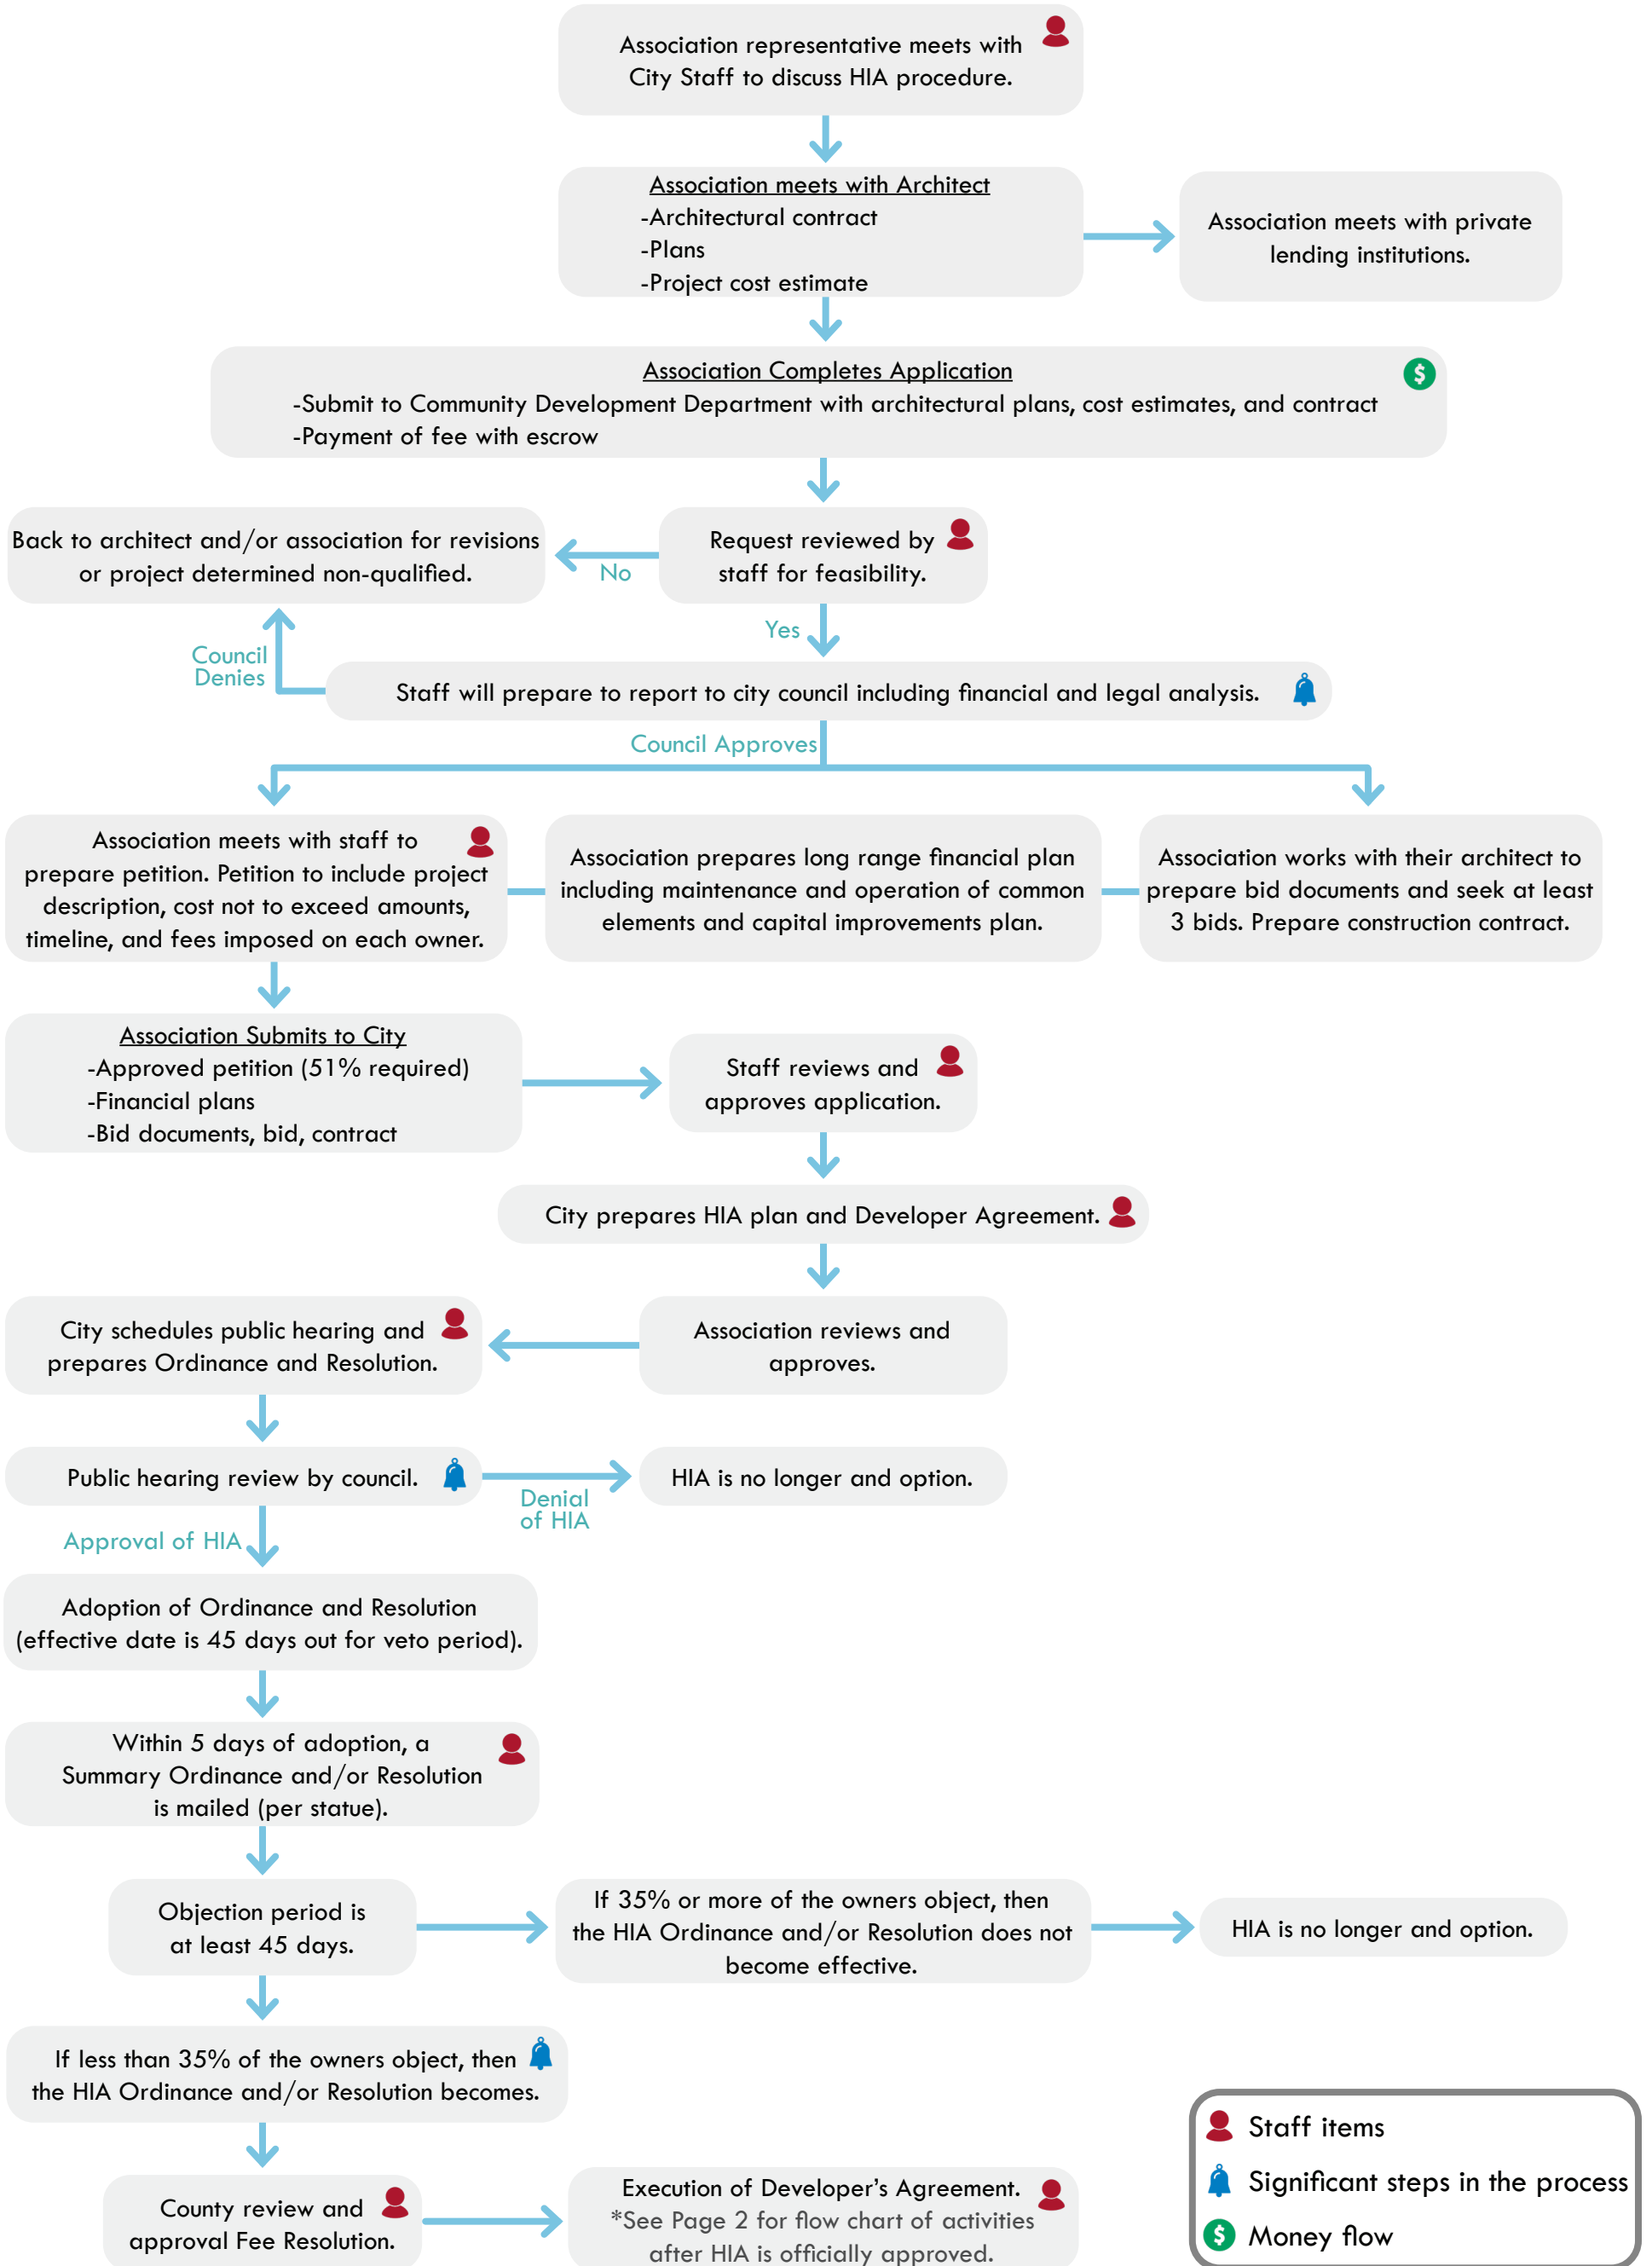 Association representative meets with
City Staff to discuss HIA procedure.
Association meets with Architect
-Architectural contract
-Plans
-Project cost estimate
Association meets with private
lending institutions.
Association Completes Application
-Submit to Community Development Department with architectural plans, cost estimates, and contract
-Payment of fee with escrow
Back to architect and/or association for revisions
or project determined non-qualified.
No
Request reviewed by
staff for feasibility.
Yes
Council
Denies
Staff will prepare to report to city council including financial and legal analysis.
Council Approves
Association meets with staff to
prepare petition. Petition to include project
description, cost not to exceed amounts,
timeline, and fees imposed on each owner.
Association prepares long range financial plan
including maintenance and operation of common
elements and capital improvements plan.
Association works with their architect to
prepare bid documents and seek at least
3 bids. Prepare construction contract.
Association Submits to City
-Approved petition (51% required)
-Financial plans
-Bid documents, bid, contract
Staff reviews and
approves application.
City prepares HIA plan and Developer Agreement.
City schedules public hearing and
prepares Ordinance and Resolution.
Association reviews and
approves.
Public hearing review by council.
Denial
of HIA
HIA is no longer and option.
Approval of HIA
Adoption of Ordinance and Resolution
(effective date is 45 days out for veto period).
Within 5 days of adoption, a
Summary Ordinance and/or Resolution
is mailed (per statue).
Objection period is
at least 45 days.
If 35% or more of the owners object, then
the HIA Ordinance and/or Resolution does not
become effective.
HIA is no longer and option.
If less than 35% of the owners object, then
the HIA Ordinance and/or Resolution becomes.
County review and
approval Fee Resolution.
Execution of Developer's Agreement.
*See Page 2 for flow chart of activities
after HIA is officially approved.
Staff items
Significant steps in the process
$ Money flow